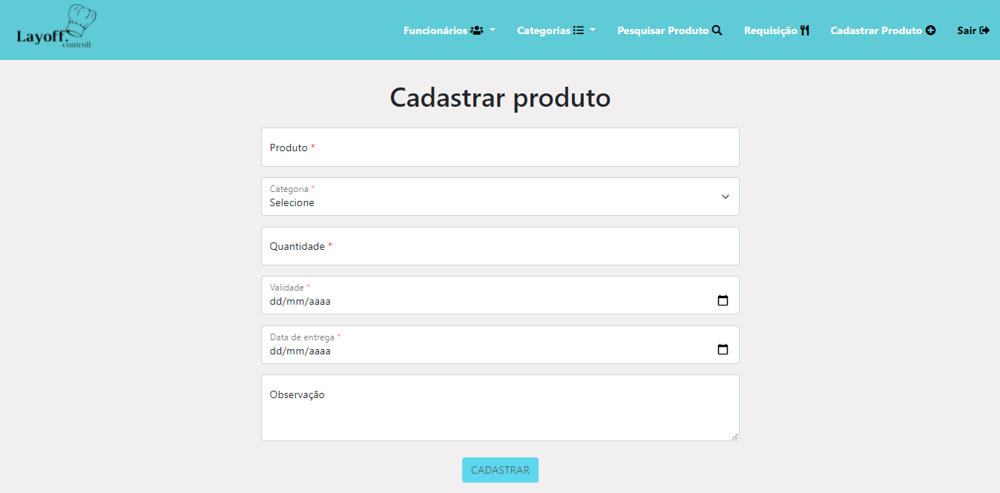 Layoff.
controll
Funcionários
Categorias
Pesquisar Produto
Requisição
Cadastrar Produto
Sair
Cadastrar produto
Produto *
Categoria *
Selecione
Quantidade *
Validade *
dd/mm/aaaa
Data de entrega *
dd/mm/aaaa
Observação
CADASTRAR